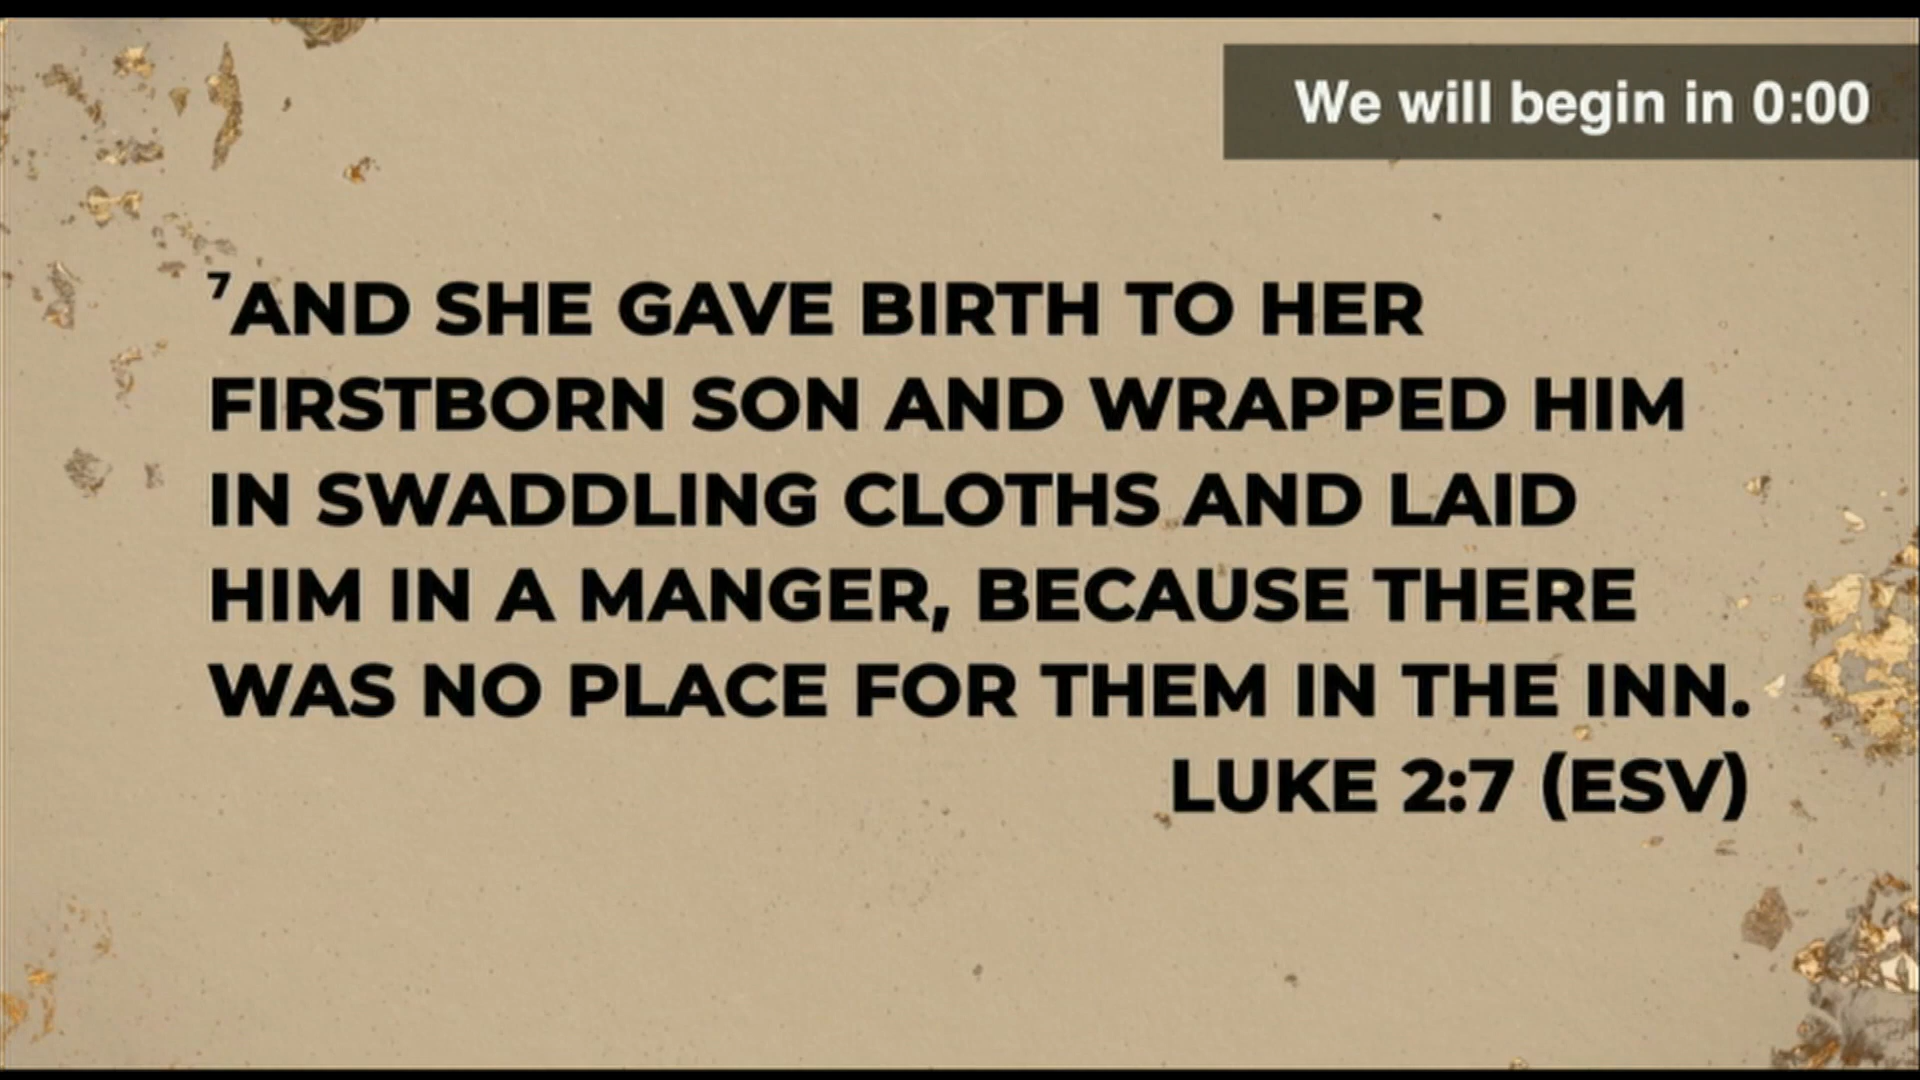 We will begin in 0:00
⁷AND SHE GAVE BIRTH TO HER
FIRSTBORN SON AND WRAPPED HIM
IN SWADDLING CLOTHS AND LAID
HIM IN A MANGER, BECAUSE THERE
WAS NO PLACE FOR THEM IN THE INN.
LUKE 2:7 (ESV)